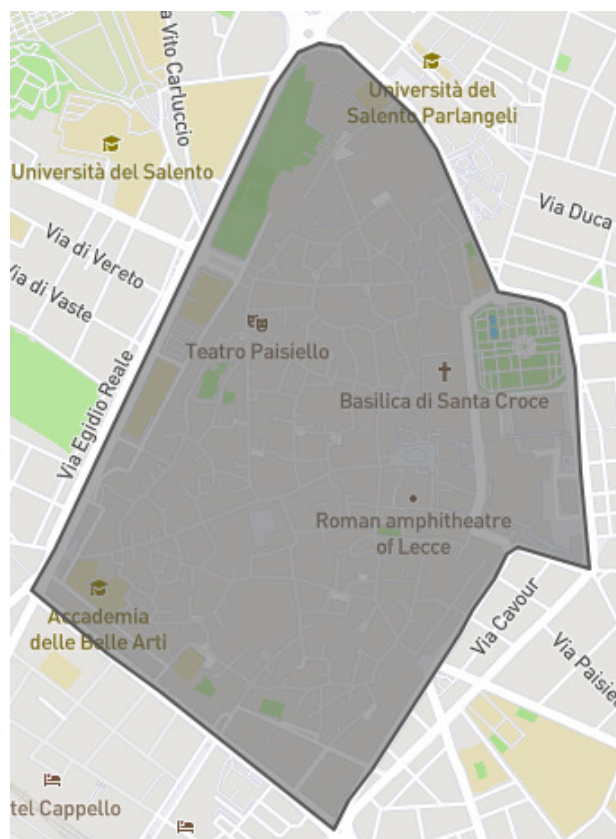 a Vito Carluccio
Università del
Salento Parlangeli
Università del Salento
Via Duca
Via di Vereto
Via di Vaste
Teatro Paisiello
Basilica di Santa Croce
Via Egidio Reale
Roman amphitheatre
of Lecce
Accademia
delle Belle Arti
Via Cavour
Via Paisie
tel Cappello